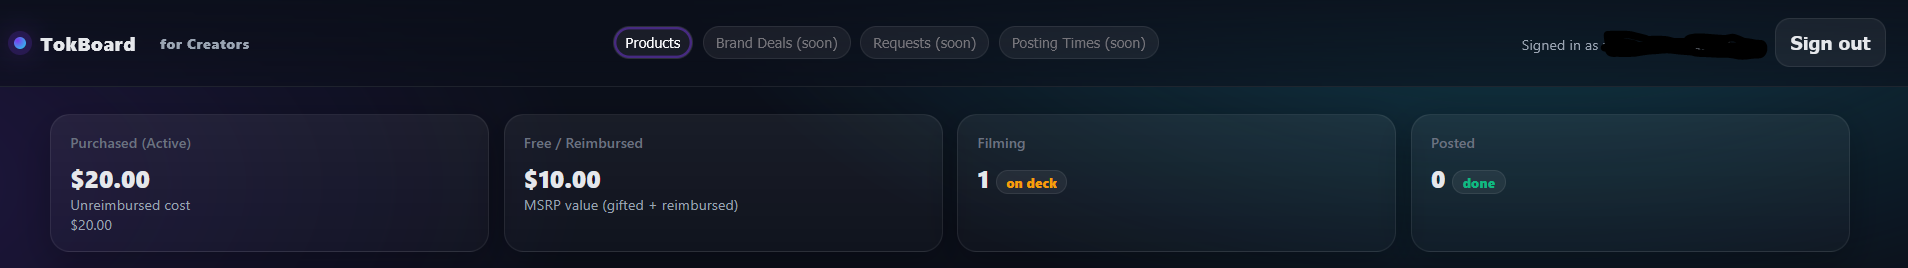 TokBoard for Creators
Products
Brand Deals (soon)
Requests (soon)
Posting Times (soon)
Signed in as
Sign out
Purchased (Active)
$20.00
Unreimbursed cost
$20.00
Free / Reimbursed
$10.00
MSRP value (gifted + reimbursed)
Filming
1 on deck
Posted
0 done